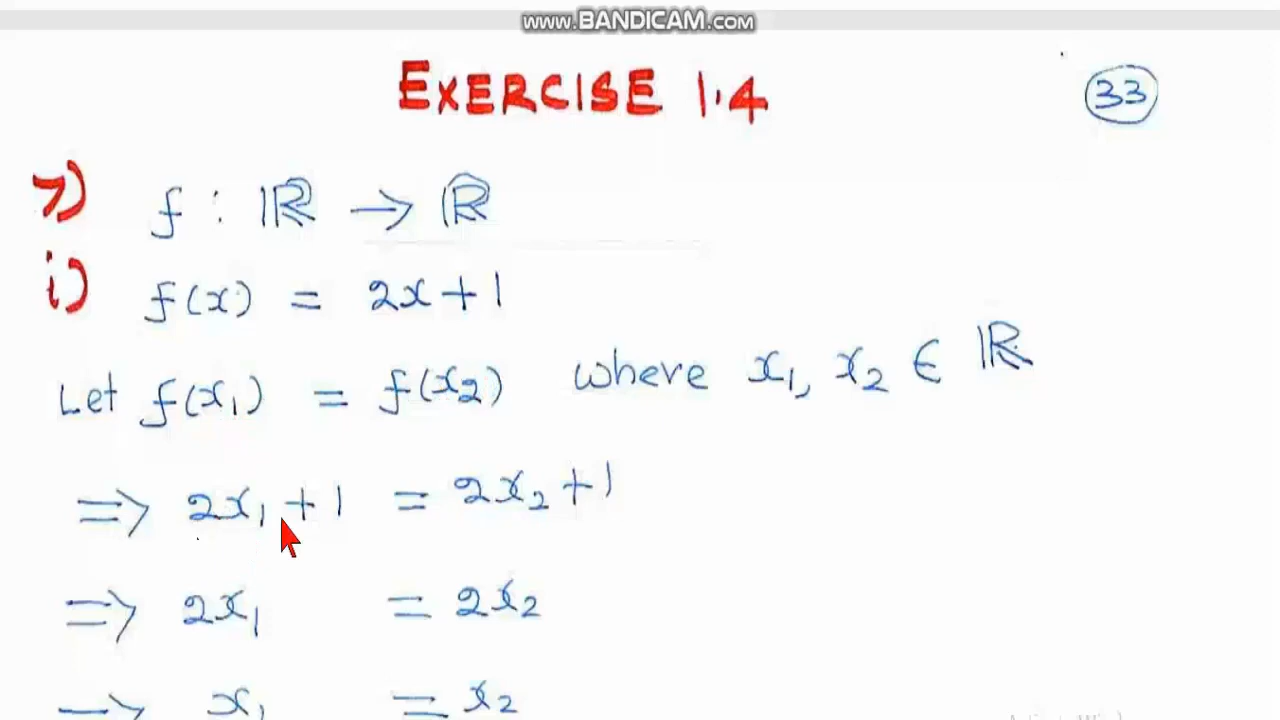 www.BANDICAM.com
EXERCISE 1.4
33
7) f : ℝ → ℝ
i) f(x) = 2x + 1
Let f(x₁) = f(x₂) where x₁, x₂ ∈ ℝ
⇒ 2x₁ + 1 = 2x₂ + 1
⇒ 2x₁ = 2x₂
⇒ x₁ = x₂